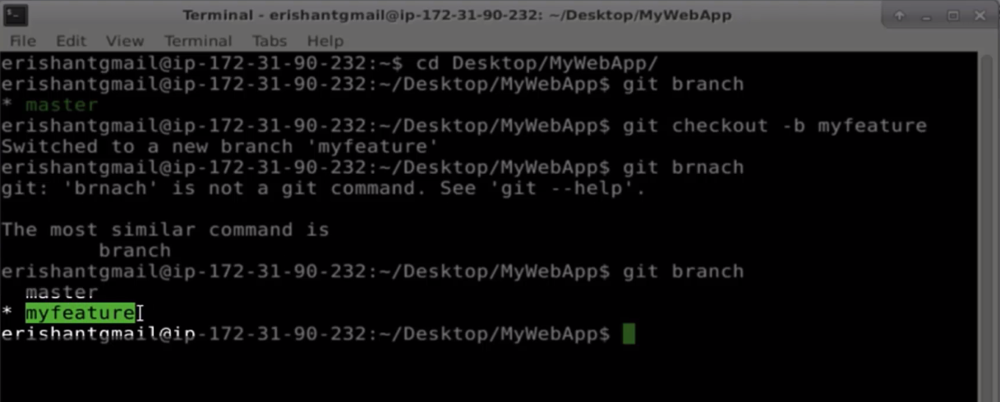 Terminal - erishantgmail@ip-172-31-90-232: ~/Desktop/MyWebApp
File Edit View Terminal Tabs Help
erishantgmail@ip-172-31-90-232:~$ cd Desktop/MyWebApp/
erishantgmail@ip-172-31-90-232:~/Desktop/MyWebApp$ git branch
* master
erishantgmail@ip-172-31-90-232:~/Desktop/MyWebApp$ git checkout -b myfeature
Switched to a new branch 'myfeature'
erishantgmail@ip-172-31-90-232:~/Desktop/MyWebApp$ git brnach
git: 'brnach' is not a git command. See 'git --help'.
The most similar command is
branch
erishantgmail@ip-172-31-90-232:~/Desktop/MyWebApp$ git branch
master
* myfeature
erishantgmail@ip-172-31-90-232:~/Desktop/MyWebApp$